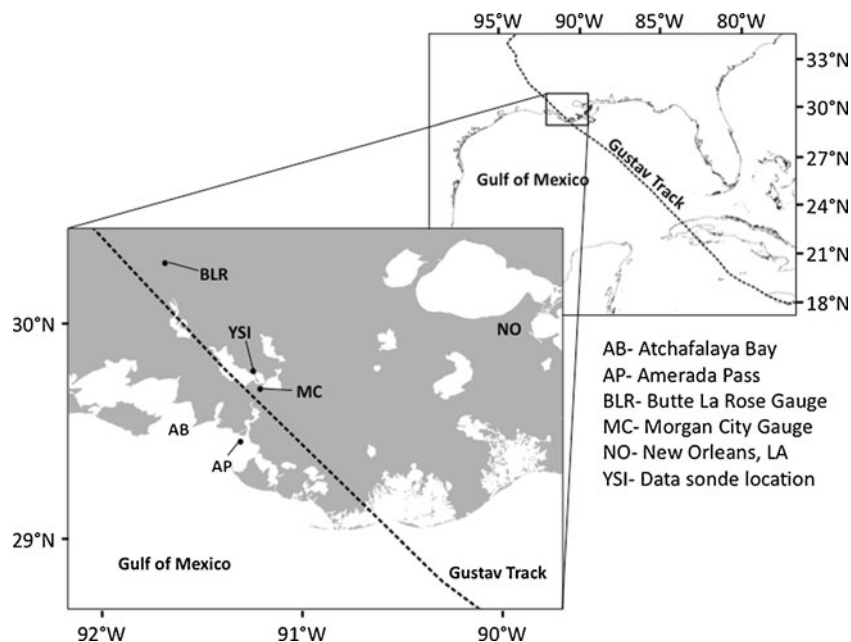 95°W 90°W 85°W 80°W
33°N
30°N
27°N
24°N
21°N
18°N
Gustav Track
Gulf of Mexico
BLR
30°N
NO
YSI
MC
AB
AP
29°N
Gulf of Mexico
Gustav Track
92°W 91°W 90°W
AB- Atchafalaya Bay
AP- Amerada Pass
BLR- Butte La Rose Gauge
MC- Morgan City Gauge
NO- New Orleans, LA
YSI- Data sonde location